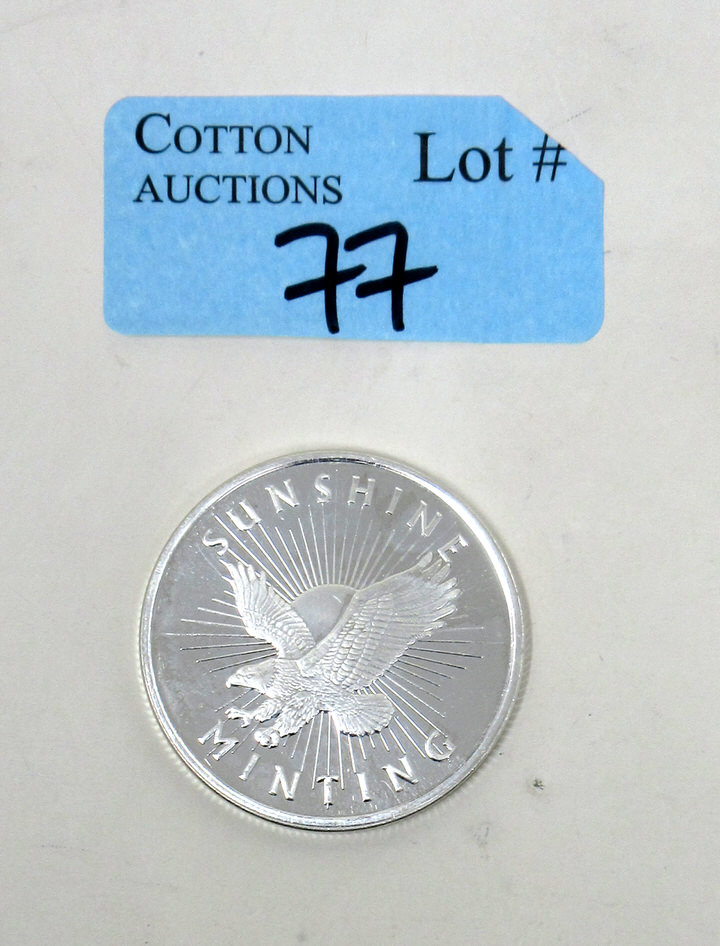 COTTON
AUCTIONS
Lot #
77
SUNSHINE
MINTING